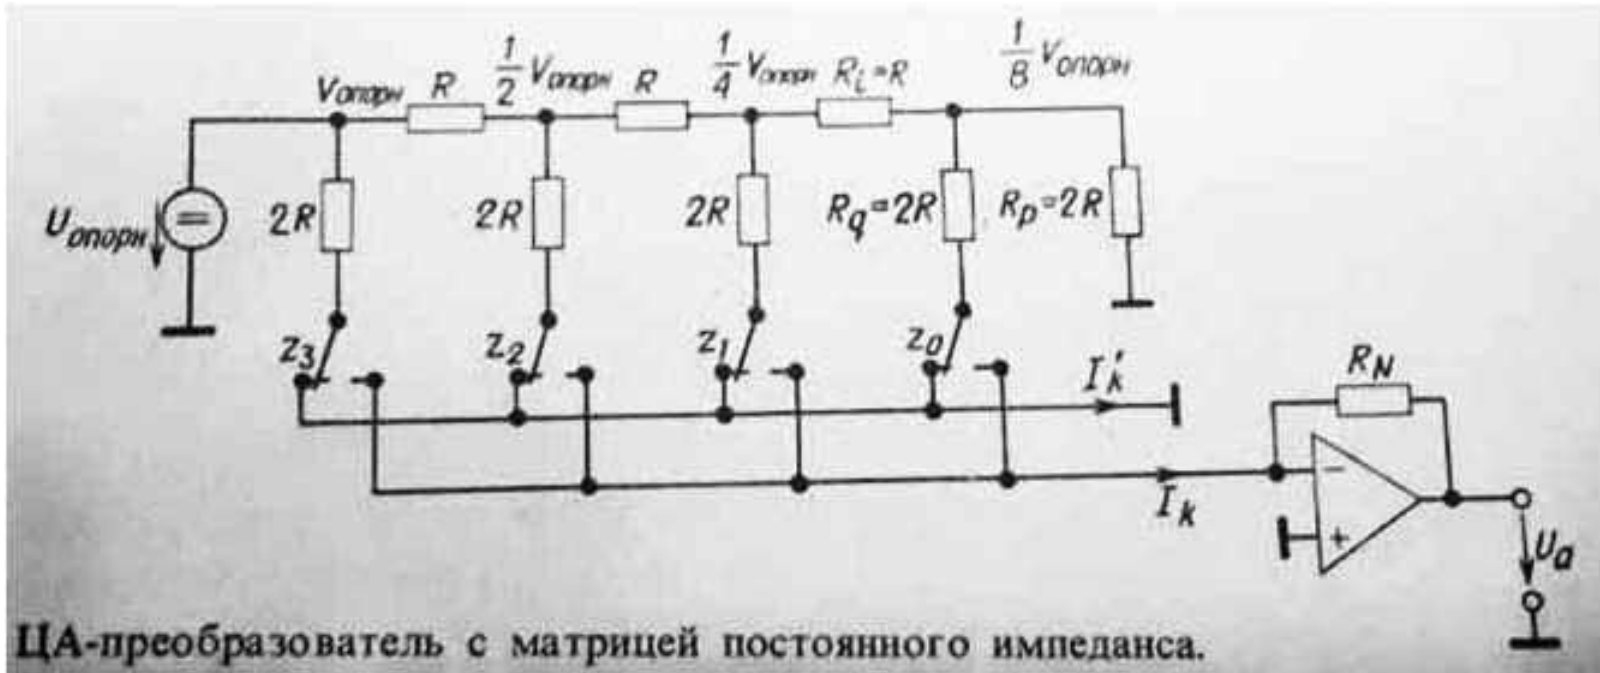 Vопорн R 1/2 Vопорн R 1/4 Vопорн Ri=R 1/8 Vопорн
Uопорн = 2R 2R 2R Rq=2R Rp=2R
z3 z2 z1 z0 I'k RN
Ik − + Ua
ЦА-преобразователь с матрицей постоянного импеданса.